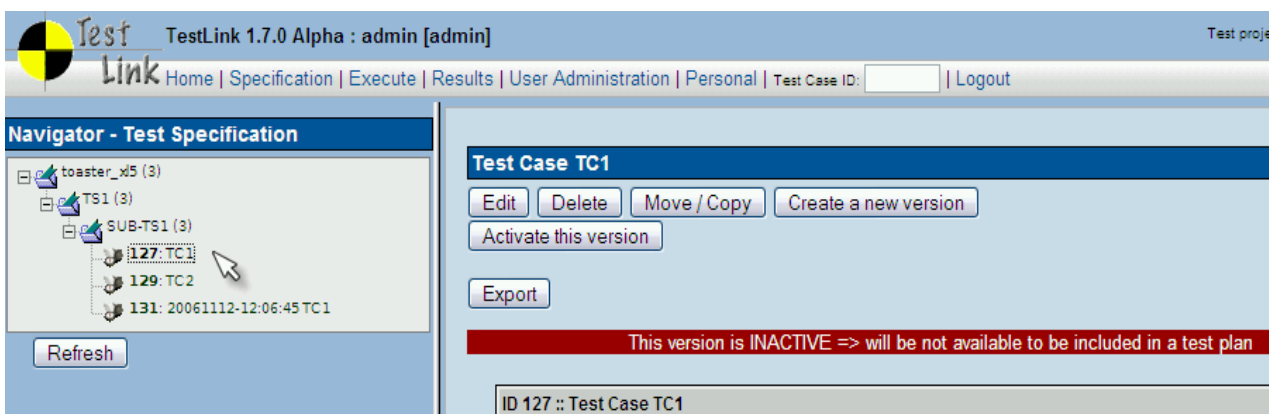 Test Link
TestLink 1.7.0 Alpha : admin [admin]
Test proje
Home | Specification | Execute | Results | User Administration | Personal | Test Case ID: | Logout
Navigator - Test Specification
toaster_xl5 (3)
TS1 (3)
SUB-TS1 (3)
127: TC1
129: TC2
131: 20061112-12:06:45 TC1
Refresh
Test Case TC1
Edit Delete Move / Copy Create a new version
Activate this version
Export
This version is INACTIVE => will be not available to be included in a test plan
ID 127 :: Test Case TC1